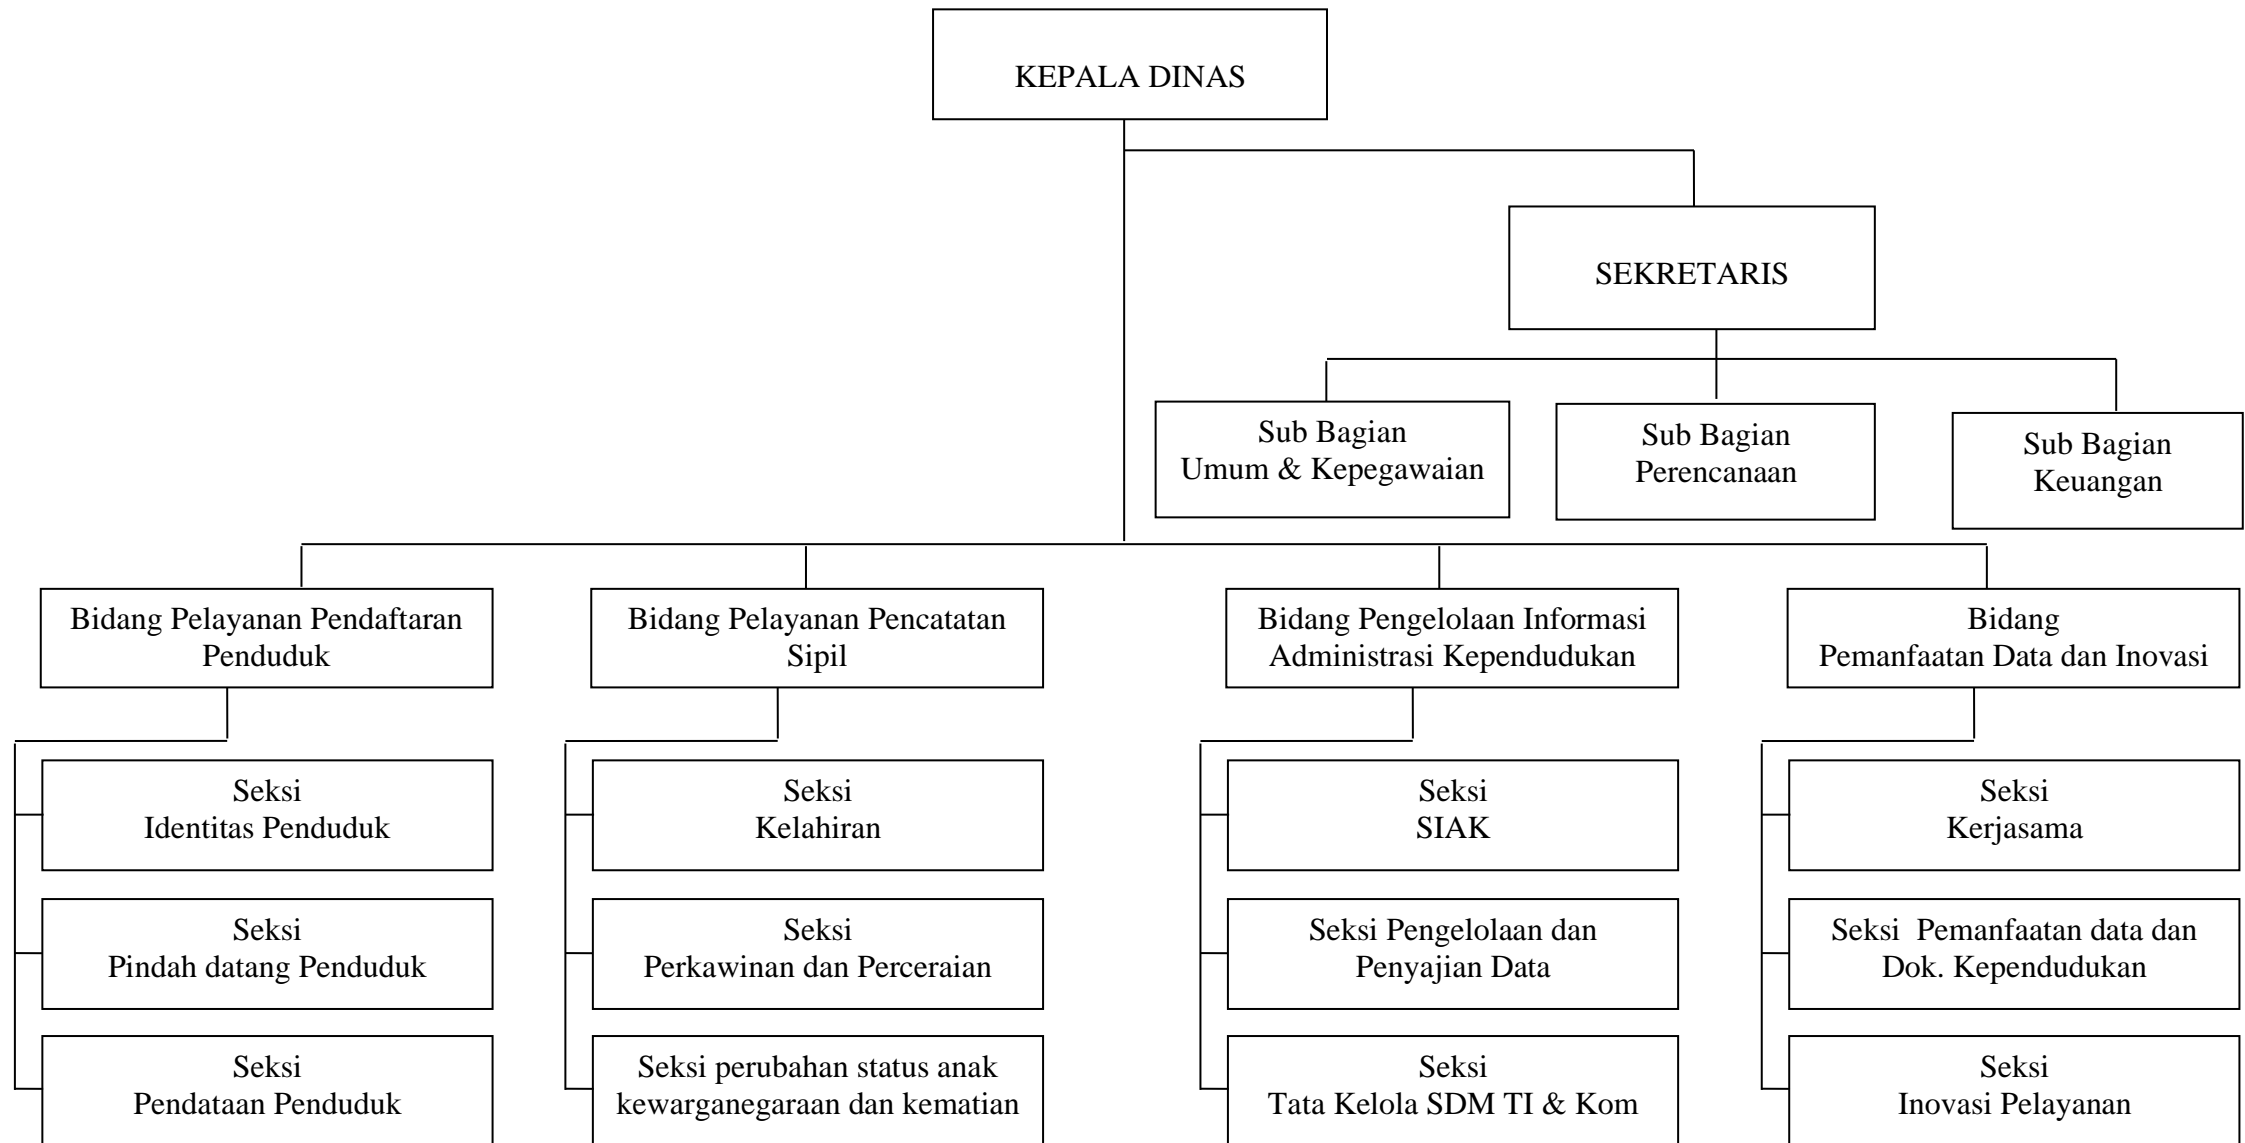 KEPALA DINAS
SEKRETARIS
Sub Bagian
Umum & Kepegawaian
Sub Bagian
Perencanaan
Sub Bagian
Keuangan
Bidang Pelayanan Pendaftaran
Penduduk
Bidang Pelayanan Pencatatan
Sipil
Bidang Pengelolaan Informasi
Administrasi Kependudukan
Bidang
Pemanfaatan Data dan Inovasi
Seksi
Identitas Penduduk
Seksi
Kelahiran
Seksi
SIAK
Seksi
Kerjasama
Seksi
Pindah datang Penduduk
Seksi
Perkawinan dan Perceraian
Seksi Pengelolaan dan
Penyajian Data
Seksi  Pemanfaatan data dan
Dok. Kependudukan
Seksi
Pendataan Penduduk
Seksi perubahan status anak
kewarganegaraan dan kematian
Seksi
Tata Kelola SDM TI & Kom
Seksi
Inovasi Pelayanan